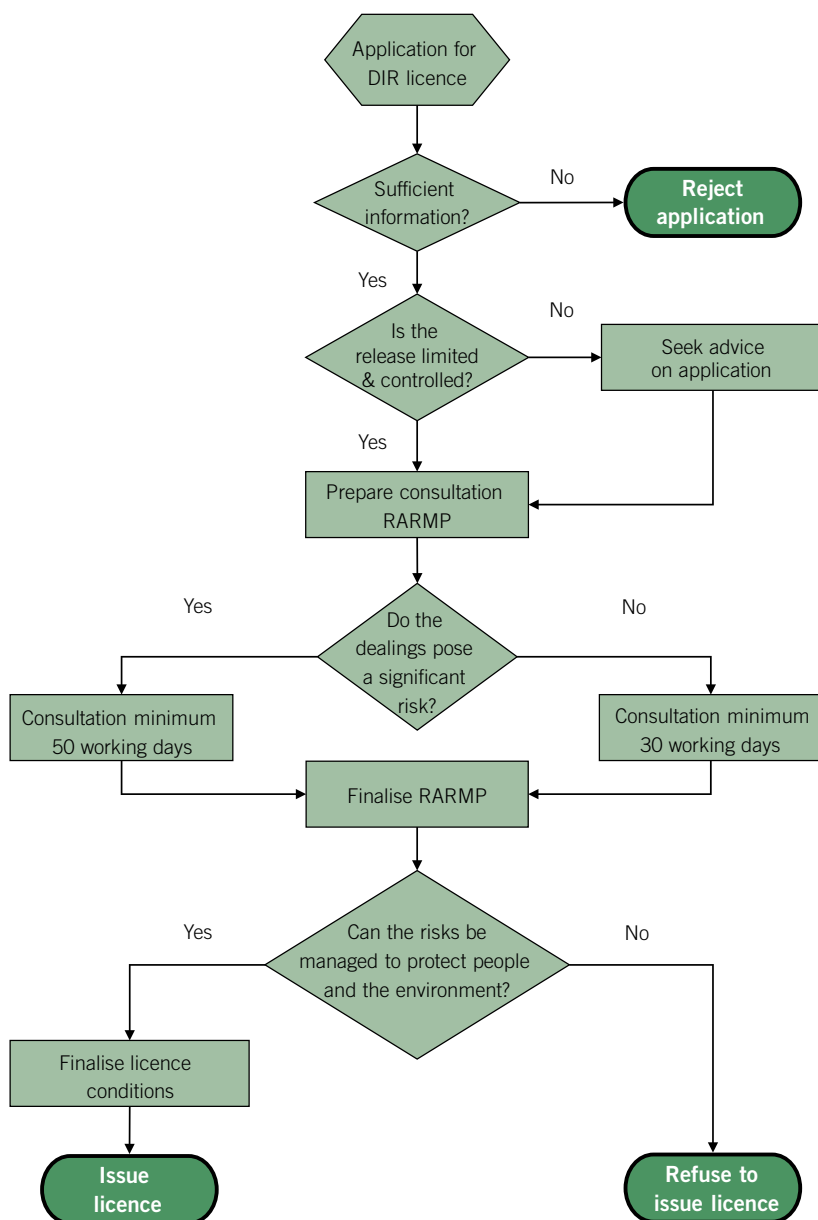 Application for
DIR licence
Sufficient
information?
No
Reject
application
Yes
Is the
release limited
& controlled?
No
Seek advice
on application
Yes
Prepare consultation
RARMP
Yes
Do the
dealings pose
a significant
risk?
No
Consultation minimum
50 working days
Consultation minimum
30 working days
Finalise RARMP
Yes
Can the risks be
managed to protect people
and the environment?
No
Finalise licence
conditions
Issue
licence
Refuse to
issue licence